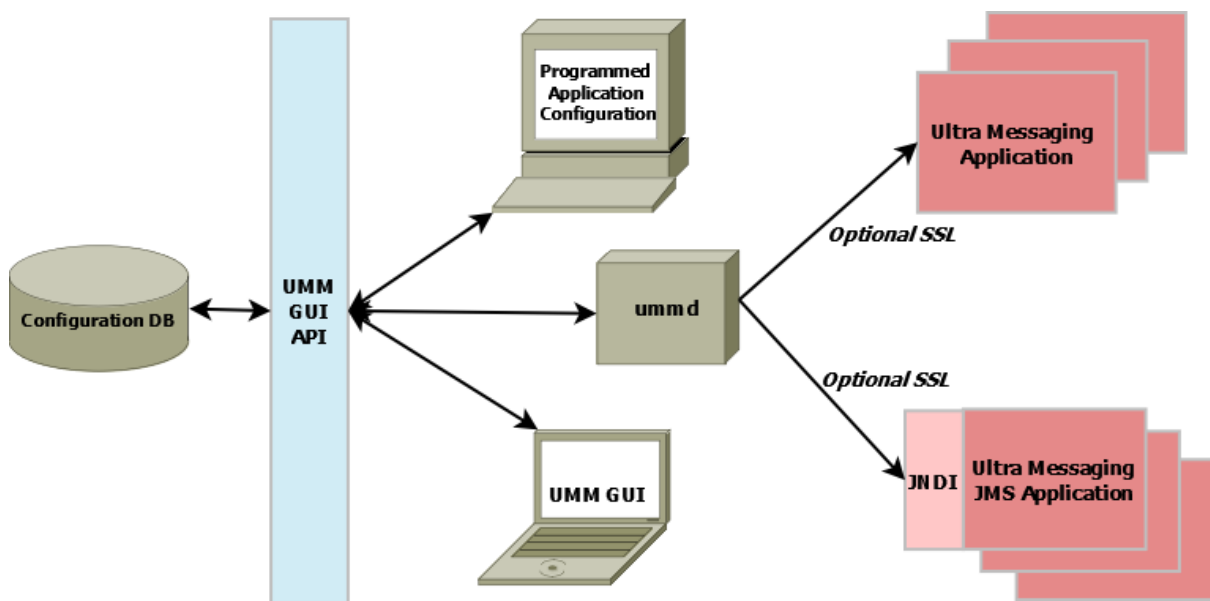 Programmed
Application
Configuration
Ultra Messaging
Application
Optional SSL
Configuration DB
UMM
GUI
API
ummd
Optional SSL
UMM GUI
JNDI
Ultra Messaging
JMS Application